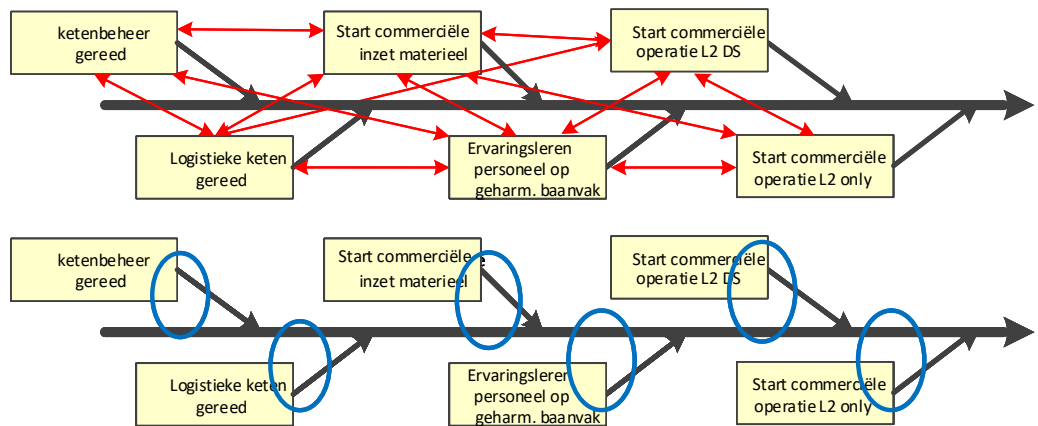 ketenbeheer
gereed
Start commerciële
inzet materieel
Start commerciële
operatie L2 DS
Logistieke keten
gereed
Ervaringsleren
personeel op
geharm. baanvak
Start commerciële
operatie L2 only
ketenbeheer
gereed
Start commerciële
inzet materieel
Start commerciële
operatie L2 DS
Logistieke keten
gereed
Ervaringsleren
personeel op
geharm. baanvak
Start commerciële
operatie L2 only